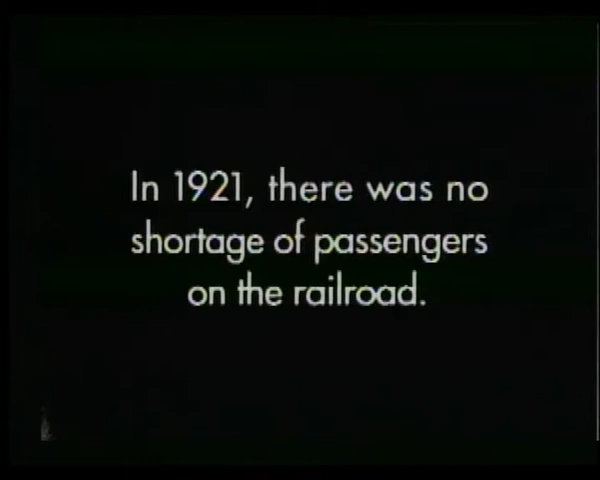 In 1921, there was no
shortage of passengers
on the railroad.